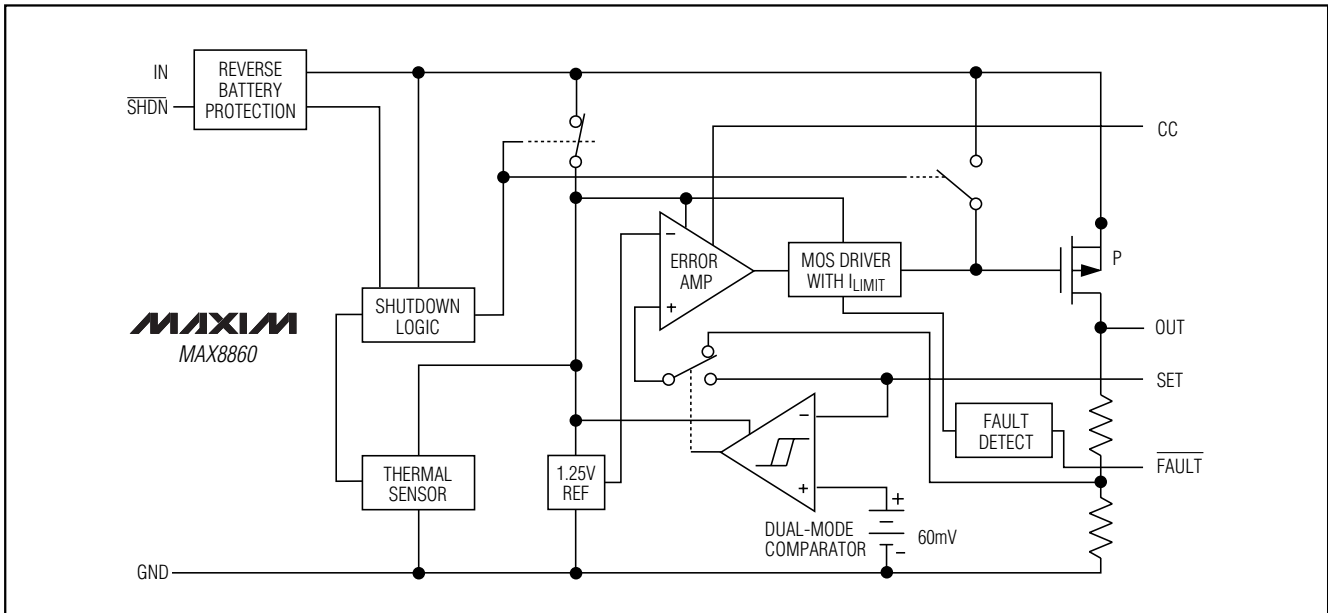 IN
SHDN
REVERSE
BATTERY
PROTECTION
CC
ERROR
AMP
−
+
MOS DRIVER
WITH ILIMIT
P
SHUTDOWN
LOGIC
MAXIM
MAX8860
OUT
SET
FAULT
DETECT
FAULT
THERMAL
SENSOR
1.25V
REF
−
+
DUAL-MODE
COMPARATOR
+
60mV
−
GND